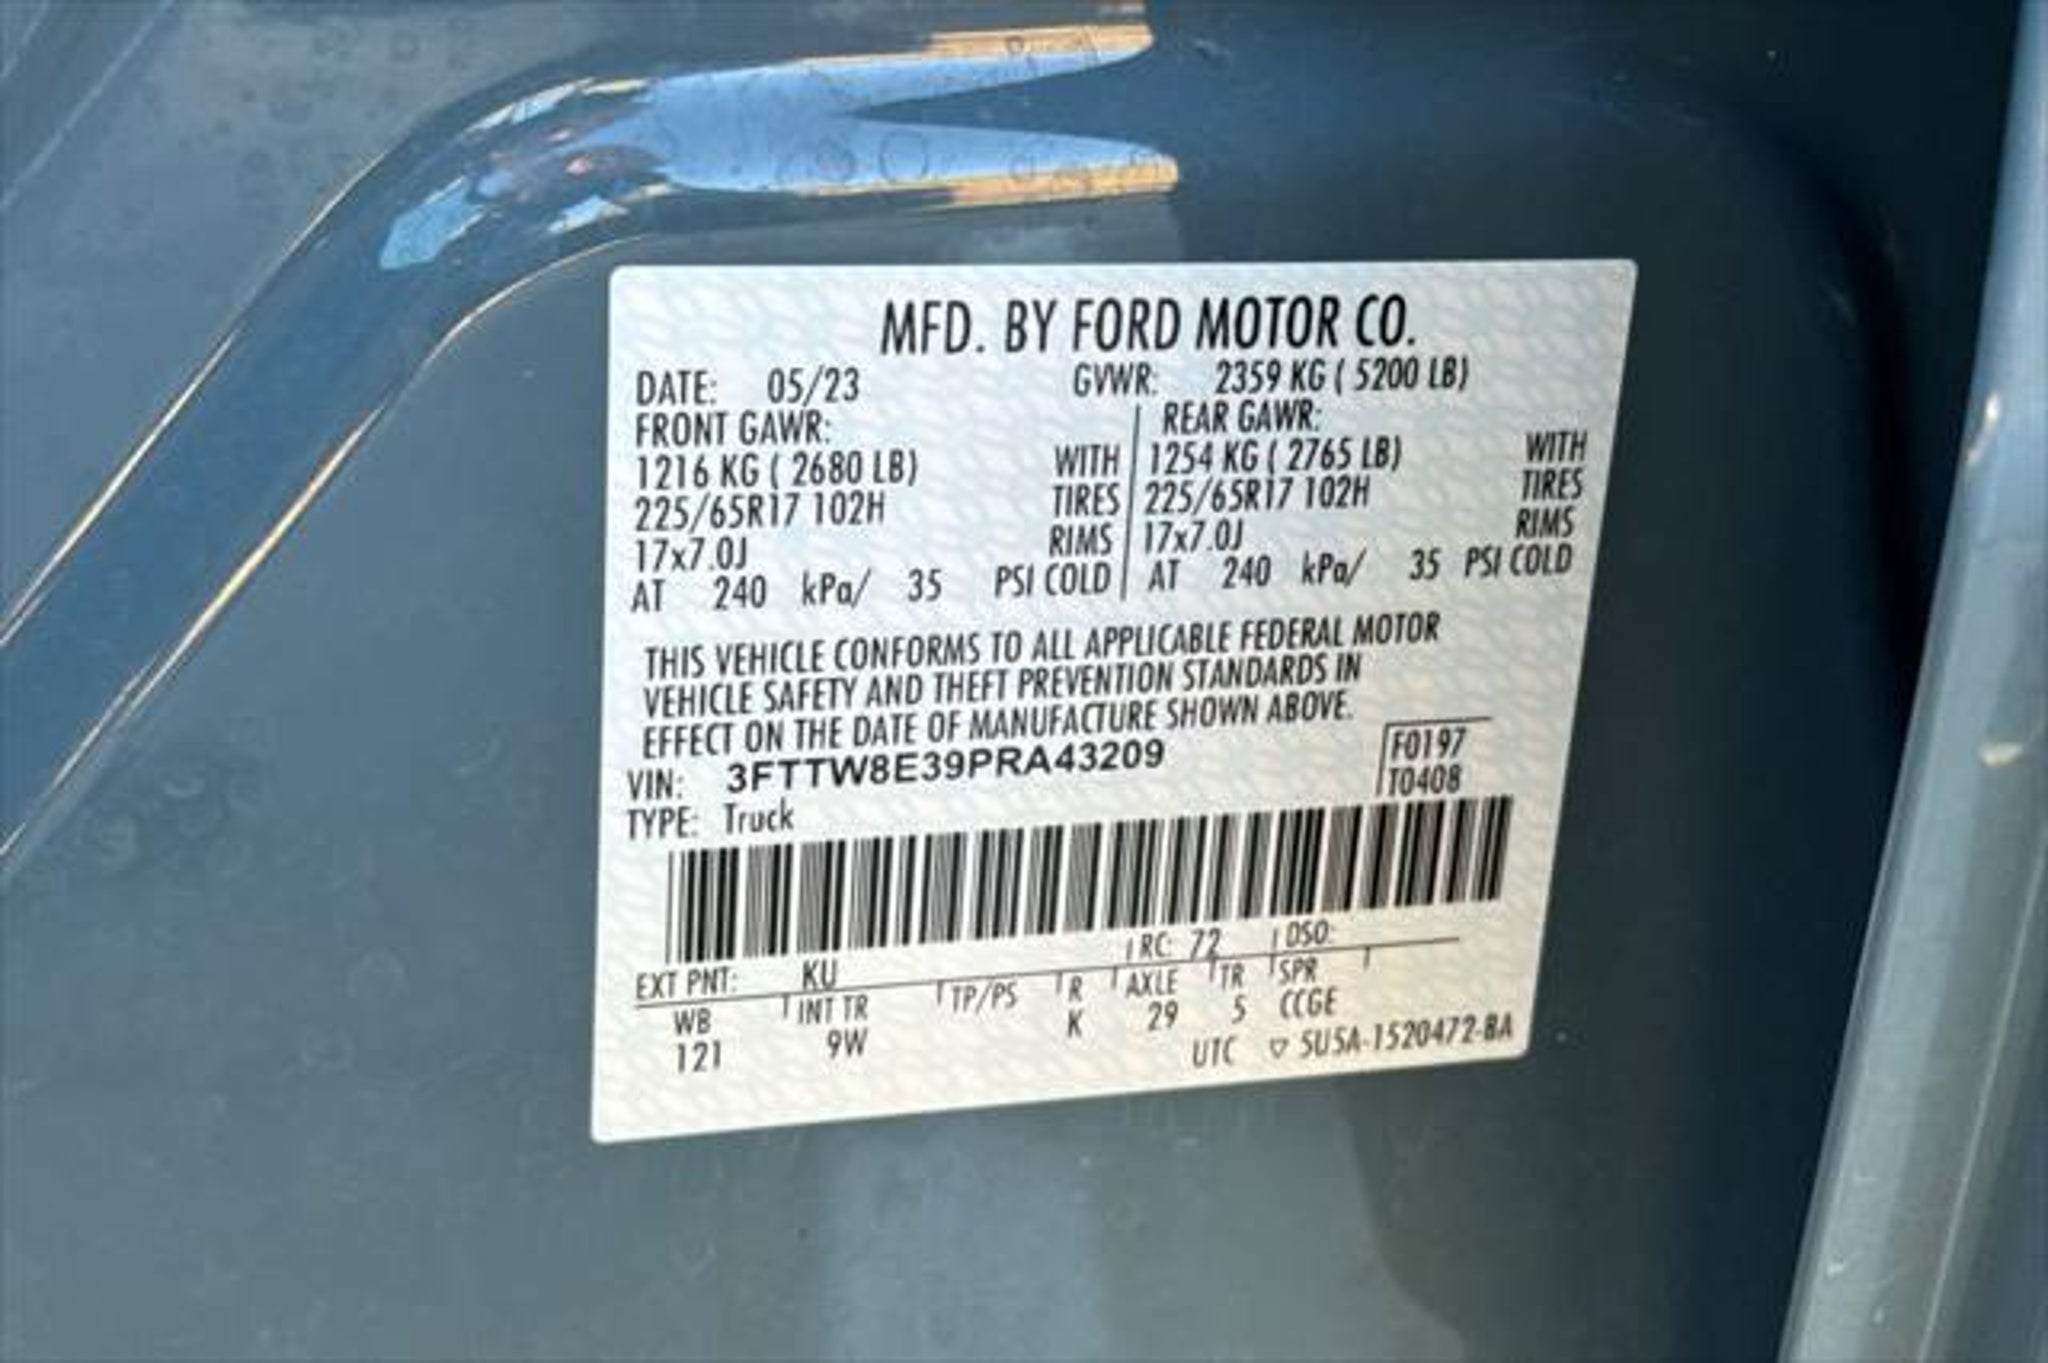 MFD. BY FORD MOTOR CO.
DATE: 05/23 GVWR: 2359 KG ( 5200 LB)
FRONT GAWR: REAR GAWR:
1216 KG ( 2680 LB) WITH 1254 KG ( 2765 LB) WITH
225/65R17 102H TIRES 225/65R17 102H TIRES
17x7.0J RIMS 17x7.0J RIMS
AT 240 kPa/ 35 PSI COLD AT 240 kPa/ 35 PSI COLD
THIS VEHICLE CONFORMS TO ALL APPLICABLE FEDERAL MOTOR
VEHICLE SAFETY AND THEFT PREVENTION STANDARDS IN
EFFECT ON THE DATE OF MANUFACTURE SHOWN ABOVE.
VIN: 3FTTW8E39PRA43209 F0197
TYPE: Truck T0408
EXT PNT: KU RC: 72 DSO:
WB INT TR TP/PS R AXLE TR SPR
121 9W K 29 5 CCGE
UTC ▽ SU5A-1520472-BA